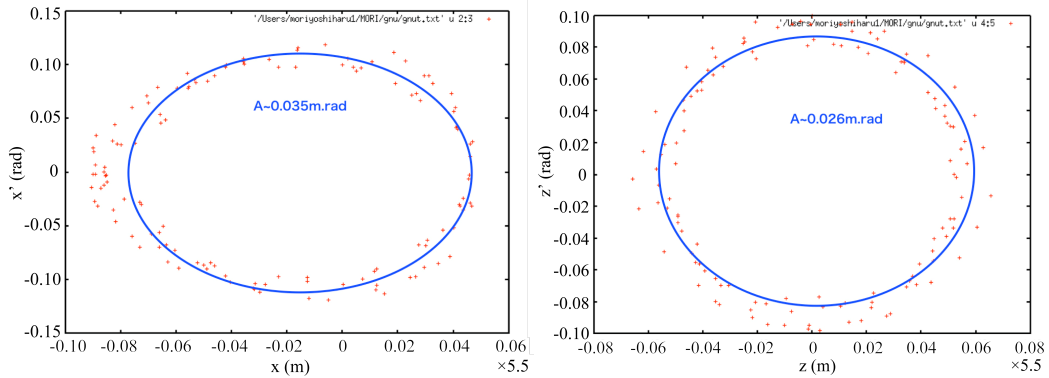 '/Users/moriyoshiharu1/MORI/gnu/gnut.txt' u 2:3
0.15
0.10
0.05
0
-0.05
-0.10
-0.15
x' (rad)
A~0.035m.rad
-0.10 -0.08 -0.06 -0.04 -0.02 0 0.02 0.04 0.06
x (m)
×5.5
'/Users/moriyoshiharu1/MORI/gnu/gnut.txt' u 4:5
0.10
0.08
0.06
0.04
0.02
0
-0.02
-0.04
-0.06
-0.08
-0.10
z' (rad)
A~0.026m.rad
-0.08 -0.06 -0.04 -0.02 0 0.02 0.04 0.06 0.08
z (m)
×5.5